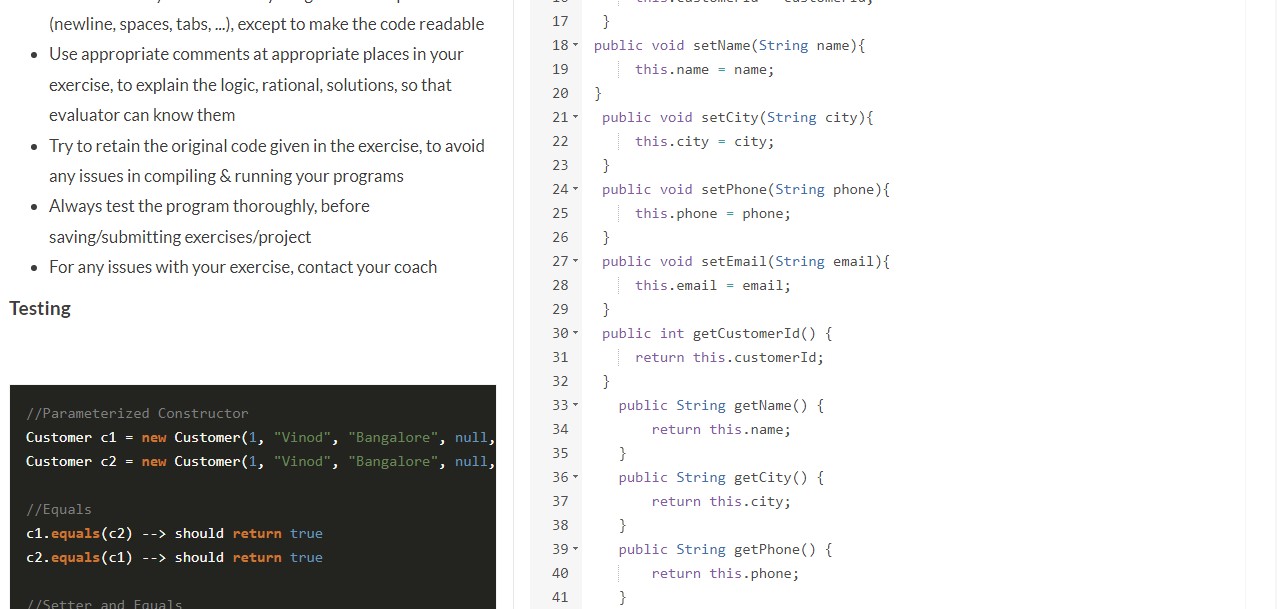 (newline, spaces, tabs, ...), except to make the code readable
Use appropriate comments at appropriate places in your
exercise, to explain the logic, rational, solutions, so that
evaluator can know them
Try to retain the original code given in the exercise, to avoid
any issues in compiling & running your programs
Always test the program thoroughly, before
saving/submitting exercises/project
For any issues with your exercise, contact your coach
Testing
//Parameterized Constructor
Customer c1 = new Customer(1, "Vinod", "Bangalore", null,
Customer c2 = new Customer(1, "Vinod", "Bangalore", null,
//Equals
c1.equals(c2) --> should return true
c2.equals(c1) --> should return true
//Setter and Equals
17 }
18 public void setName(String name){
19 this.name = name;
20 }
21 public void setCity(String city){
22 this.city = city;
23 }
24 public void setPhone(String phone){
25 this.phone = phone;
26 }
27 public void setEmail(String email){
28 this.email = email;
29 }
30 public int getCustomerId() {
31 return this.customerId;
32 }
33 public String getName() {
34 return this.name;
35 }
36 public String getCity() {
37 return this.city;
38 }
39 public String getPhone() {
40 return this.phone;
41 }